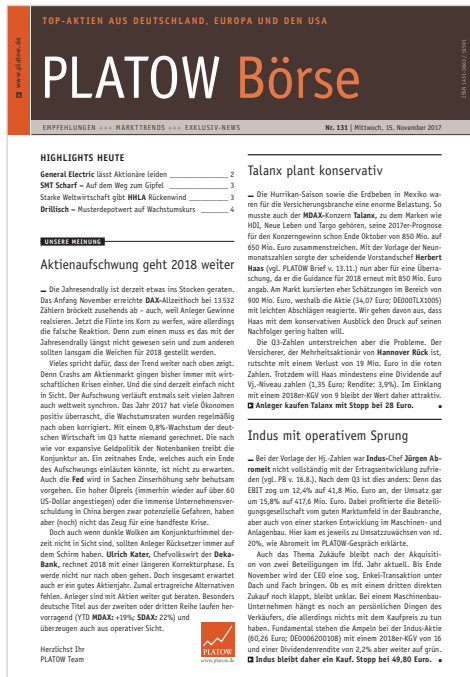 TOP-AKTIEN AUS DEUTSCHLAND, EUROPA UND DEN USA
www.platow.de
PLATOW Börse
EMPFEHLUNGEN +++ MARKTTRENDS +++ EXKLUSIV-NEWS
Nr. 131 | Mittwoch, 15. November 2017
HIGHLIGHTS HEUTE
General Electric lässt Aktionäre leiden 2
SMT Scharf – Auf dem Weg zum Gipfel 3
Starke Weltwirtschaft gibt HHLA Rückenwind 3
Drillisch – Musterdepotwert auf Wachstumskurs 4
UNSERE MEINUNG
Aktienaufschwung geht 2018 weiter
Die Jahresendrally ist derzeit etwas ins Stocken geraten.
Das Anfang November erreichte DAX-Allzeithoch bei 13 532
Zählern bröckelt zusehends ab – auch, weil Anleger Gewinne
realisieren. Jetzt die Flinte ins Korn zu werfen, wäre allerdings
die falsche Reaktion. Denn zum einen muss es das mit der
Jahresendrally längst nicht gewesen sein und zum anderen
sollten langsam die Weichen für 2018 gestellt werden.
Vieles spricht dafür, dass der Trend weiter nach oben zeigt.
Denn Crashs am Aktienmarkt gingen bisher immer mit wirt-
schaftlichen Krisen einher. Und die sind derzeit einfach nicht
in Sicht. Der Aufschwung verläuft erstmals seit vielen Jahren
auch weltweit synchron. Das Jahr 2017 hat viele Ökonomen
positiv überrascht, die Wachstumsraten wurden regelmäßig
nach oben korrigiert. Mit einem 0,8%-Wachstum der deut-
schen Wirtschaft im Q3 hatte niemand gerechnet. Die nach
wie vor expansive Geldpolitik der Notenbanken treibt die
Konjunktur an. Ein zeitnahes Ende, welches auch ein Ende
des Aufschwungs einläuten könnte, ist nicht zu erwarten.
Auch die Fed wird in Sachen Zinserhöhung sehr behutsam
vorgehen. Ein hoher Ölpreis (immerhin wieder auf über 60
US-Dollar angestiegen) oder die immense Unternehmensver-
schuldung in China bergen zwar potenzielle Gefahren, haben
aber (noch) nicht das Zeug für eine handfeste Krise.
Doch auch wenn dunkle Wolken am Konjunkturhimmel der-
zeit nicht in Sicht sind, sollten Anleger Rücksetzer immer auf
dem Schirm haben. Ulrich Kater, Chefvolkswirt der Deka-
Bank, rechnet 2018 mit einer längeren Korrekturphase. Es
werde nicht nur nach oben gehen. Doch insgesamt erwartet
auch er ein gutes Aktienjahr. Zumal ertragreiche Alternativen
fehlen. Anleger sind mit Aktien weiter gut beraten. Besonders
deutsche Titel aus der zweiten oder dritten Reihe laufen her-
vorragend (YTD MDAX: +19%; SDAX: 22%) und
überzeugen auch aus operativer Sicht.
Herzlichst Ihr
PLATOW Team
PLATOW
www.platow.de
Talanx plant konservativ
Die Hurrikan-Saison sowie die Erdbeben in Mexiko wa-
ren für die Versicherungsbranche eine enorme Belastung. So
musste auch der MDAX-Konzern Talanx, zu dem Marken wie
HDI, Neue Leben und Targo gehören, seine 2017er-Prognose
für den Konzerngewinn schon Ende Oktober von 850 Mio. auf
650 Mio. Euro zusammenstreichen. Mit der Vorlage der Neun-
monatszahlen sorgte der scheidende Vorstandschef Herbert
Haas (vgl. PLATOW Brief v. 13.11.) nun aber für eine Überra-
schung, da er die Guidance für 2018 erneut mit 850 Mio. Euro
angab. Am Markt kursierten eher Schätzungen im Bereich von
900 Mio. Euro, weshalb die Aktie (34,07 Euro; DE000TLX1005)
mit leichten Abschlägen reagierte. Wir gehen davon aus, dass
Haas mit dem konservativen Ausblick den Druck auf seinen
Nachfolger gering halten will.
Die Q3-Zahlen unterstreichen aber die Probleme. Der
Versicherer, der Mehrheitsaktionär von Hannover Rück ist,
rutschte mit einem Verlust von 19 Mio. Euro in die roten
Zahlen. Trotzdem will Haas mindestens eine Dividende auf
Vj.-Niveau zahlen (1,35 Euro; Rendite: 3,9%). Im Einklang
mit einem 2018er-KGV von 9 bleibt der Wert daher attraktiv.
Anleger kaufen Talanx mit Stopp bei 28 Euro.
Indus mit operativem Sprung
Bei der Vorlage der Hj.-Zahlen war Indus-Chef Jürgen Ab-
romeit nicht vollständig mit der Ertragsentwicklung zufrie-
den (vgl. PB v. 16.8.). Nach dem Q3 ist dies anders: Denn das
EBIT zog um 12,4% auf 41,8 Mio. Euro an, der Umsatz gar
um 15,8% auf 417,6 Mio. Euro. Dabei profitierte die Beteili-
gungsgesellschaft vom guten Marktumfeld in der Baubranche,
aber auch von einer starken Entwicklung im Maschinen- und
Anlagenbau. Hier kam es jeweils zu Umsatzzuwächsen von rd.
20%, wie Abromeit im PLATOW-Gespräch erklärte.
Auch das Thema Zukäufe bleibt nach der Akquisiti-
on von zwei Beteiligungen im lfd. Jahr aktuell. Bis Ende
November wird der CEO eine sog. Enkel-Transaktion unter
Dach und Fach bringen. Ob es mit einem dritten direkten
Zukauf noch klappt, bleibt unklar. Bei einem Maschinenbau-
Unternehmen hängt es noch an persönlichen Dingen des
Verkäufers, die allerdings nichts mit dem Kaufpreis zu tun
haben. Fundamental stehen die Ampeln bei der Indus-Aktie
(60,26 Euro; DE0006200108) mit einem 2018er-KGV von 16
und einer Dividendenrendite von 2,2% aber weiter auf grün.
Indus bleibt daher ein Kauf. Stopp bei 49,80 Euro.